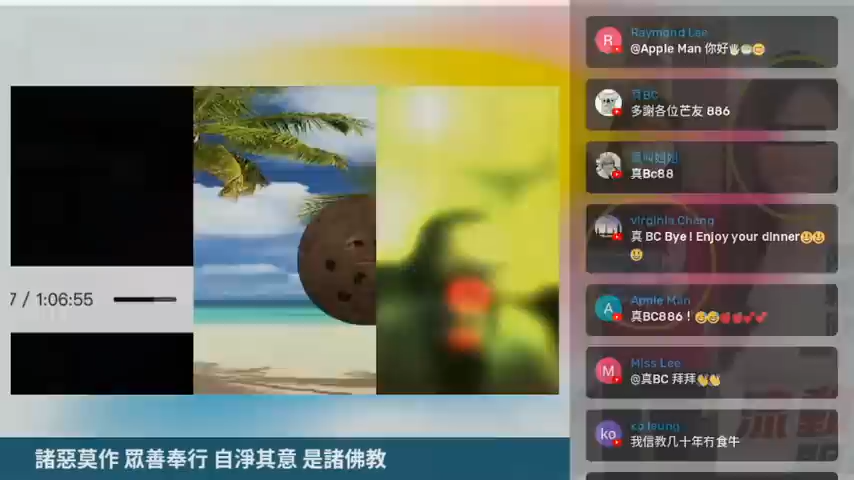 7 / 1:06:55
諸惡莫作 眾善奉行 自淨其意 是諸佛教
Raymond Lee
@Apple Man 你好
真BC
多謝各位芒友 886
真Bc88
virginia Chang
真 BC Bye! Enjoy your dinner
Apple Man
真BC886！
Miss Lee
@真BC 拜拜
ko leung
我信教几十年冇食牛